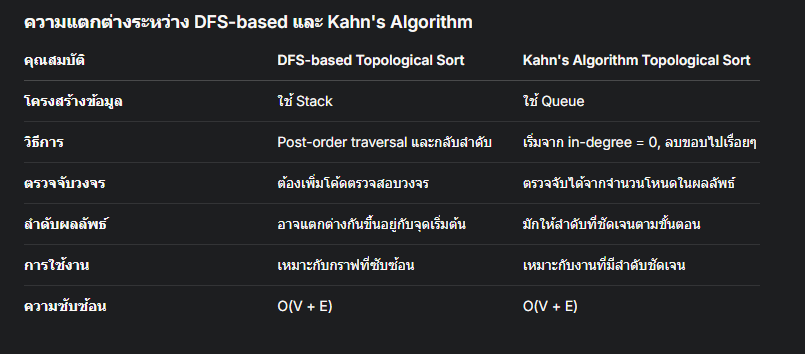 ความแตกต่างระหว่าง DFS-based และ Kahn's Algorithm
คุณสมบัติ DFS-based Topological Sort Kahn's Algorithm Topological Sort
โครงสร้างข้อมูล ใช้ Stack ใช้ Queue
วิธีการ Post-order traversal และกลับลำดับ เริ่มจาก in-degree = 0, ลบขอบไปเรื่อยๆ
ตรวจจับวงจร ต้องเพิ่มโค้ดตรวจสอบวงจร ตรวจจับได้จากจำนวนโหนดในผลลัพธ์
ลำดับผลลัพธ์ อาจแตกต่างกันขึ้นอยู่กับจุดเริ่มต้น มักให้ลำดับที่ชัดเจนตามขั้นตอน
การใช้งาน เหมาะกับกราฟที่ซับซ้อน เหมาะกับงานที่มีลำดับชัดเจน
ความซับซ้อน O(V + E) O(V + E)